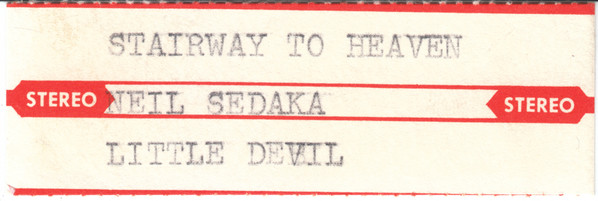 STAIRWAY TO HEAVEN
STEREO NEIL SEDAKA STEREO
LITTLE DEVIL